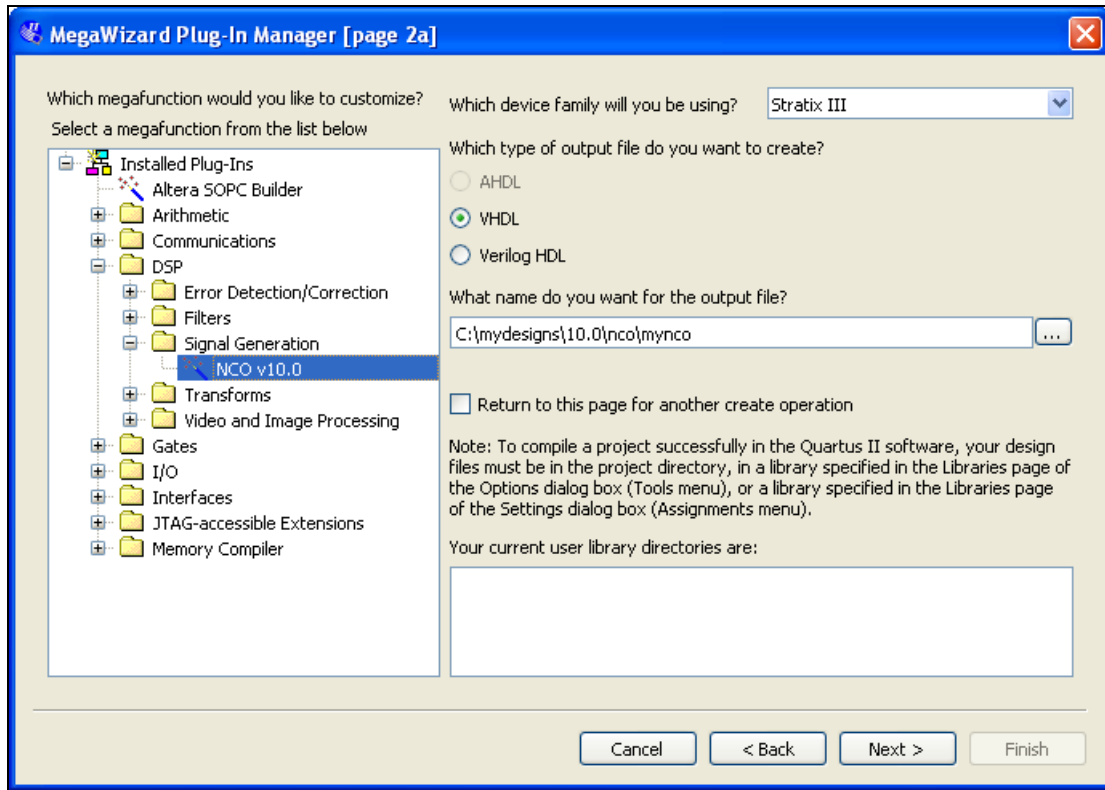 MegaWizard Plug-In Manager [page 2a]
Which megafunction would you like to customize?
Select a megafunction from the list below
Installed Plug-Ins
Altera SOPC Builder
Arithmetic
Communications
DSP
Error Detection/Correction
Filters
Signal Generation
NCO v10.0
Transforms
Video and Image Processing
Gates
I/O
Interfaces
JTAG-accessible Extensions
Memory Compiler
Which device family will you be using?
Stratix III
Which type of output file do you want to create?
AHDL
VHDL
Verilog HDL
What name do you want for the output file?
C:\mydesigns\10.0\nco\mynco
...
Return to this page for another create operation
Note: To compile a project successfully in the Quartus II software, your design
files must be in the project directory, in a library specified in the Libraries page of
the Options dialog box (Tools menu), or a library specified in the Libraries page
of the Settings dialog box (Assignments menu).
Your current user library directories are:
Cancel
< Back
Next >
Finish